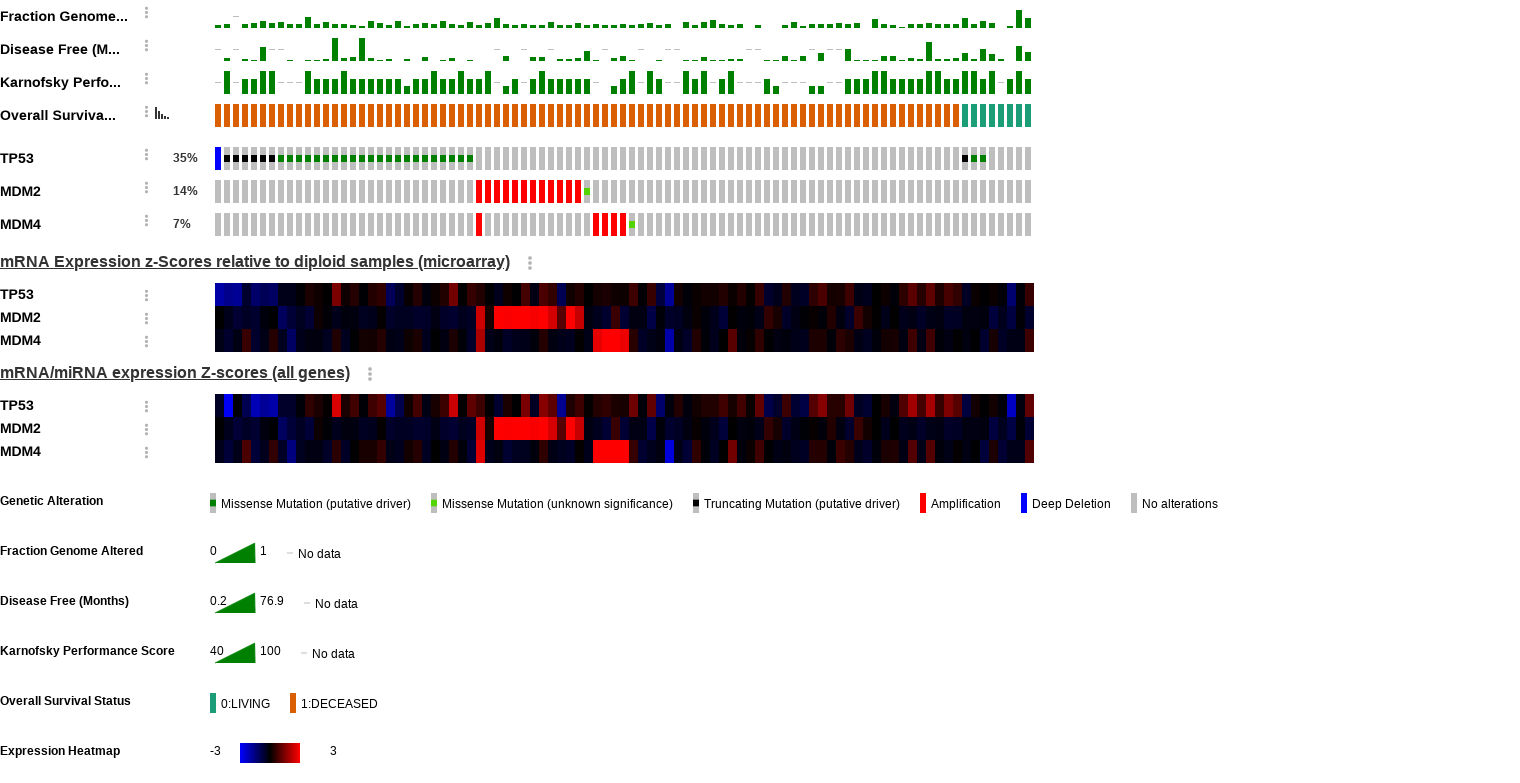 Fraction Genome...
Disease Free (M...
Karnofsky Perfo...
Overall Surviva...
TP53 35%
MDM2 14%
MDM4 7%
mRNA Expression z-Scores relative to diploid samples (microarray)
TP53
MDM2
MDM4
mRNA/miRNA expression Z-scores (all genes)
TP53
MDM2
MDM4
Genetic Alteration Missense Mutation (putative driver) Missense Mutation (unknown significance) Truncating Mutation (putative driver) Amplification Deep Deletion No alterations
Fraction Genome Altered 0 1 No data
Disease Free (Months) 0.2 76.9 No data
Karnofsky Performance Score 40 100 No data
Overall Survival Status 0:LIVING 1:DECEASED
Expression Heatmap -3 3